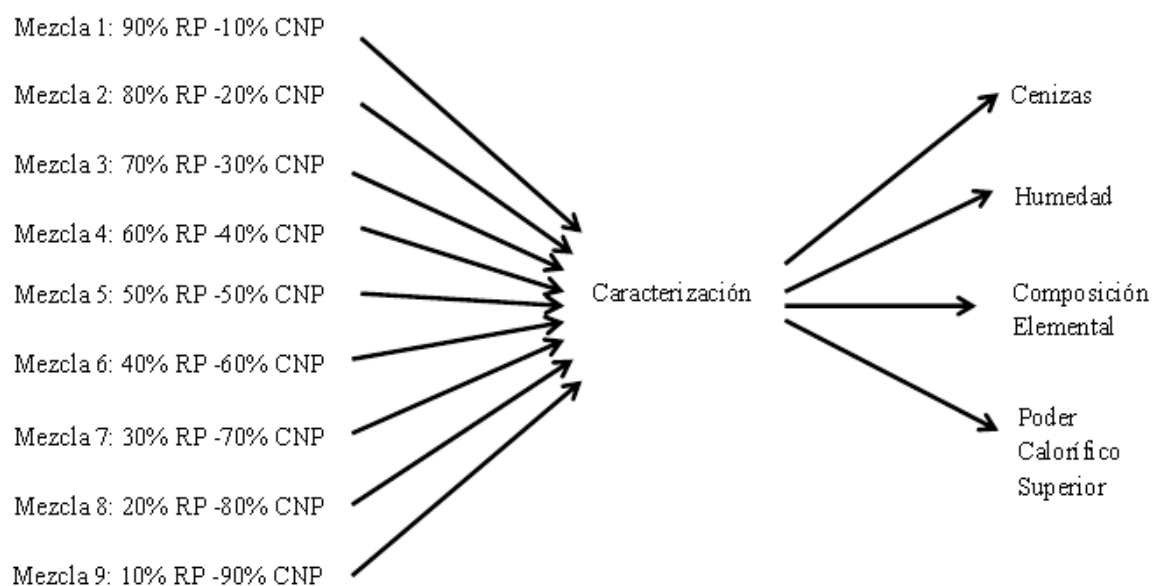 Mezcla 1: 90% RP -10% CNP
Mezcla 2: 80% RP -20% CNP
Mezcla 3: 70% RP -30% CNP
Mezcla 4: 60% RP -40% CNP
Mezcla 5: 50% RP -50% CNP
Mezcla 6: 40% RP -60% CNP
Mezcla 7: 30% RP -70% CNP
Mezcla 8: 20% RP -80% CNP
Mezcla 9: 10% RP -90% CNP
Caracterización
Cenizas
Humedad
Composición
Elemental
Poder
Calorífico
Superior